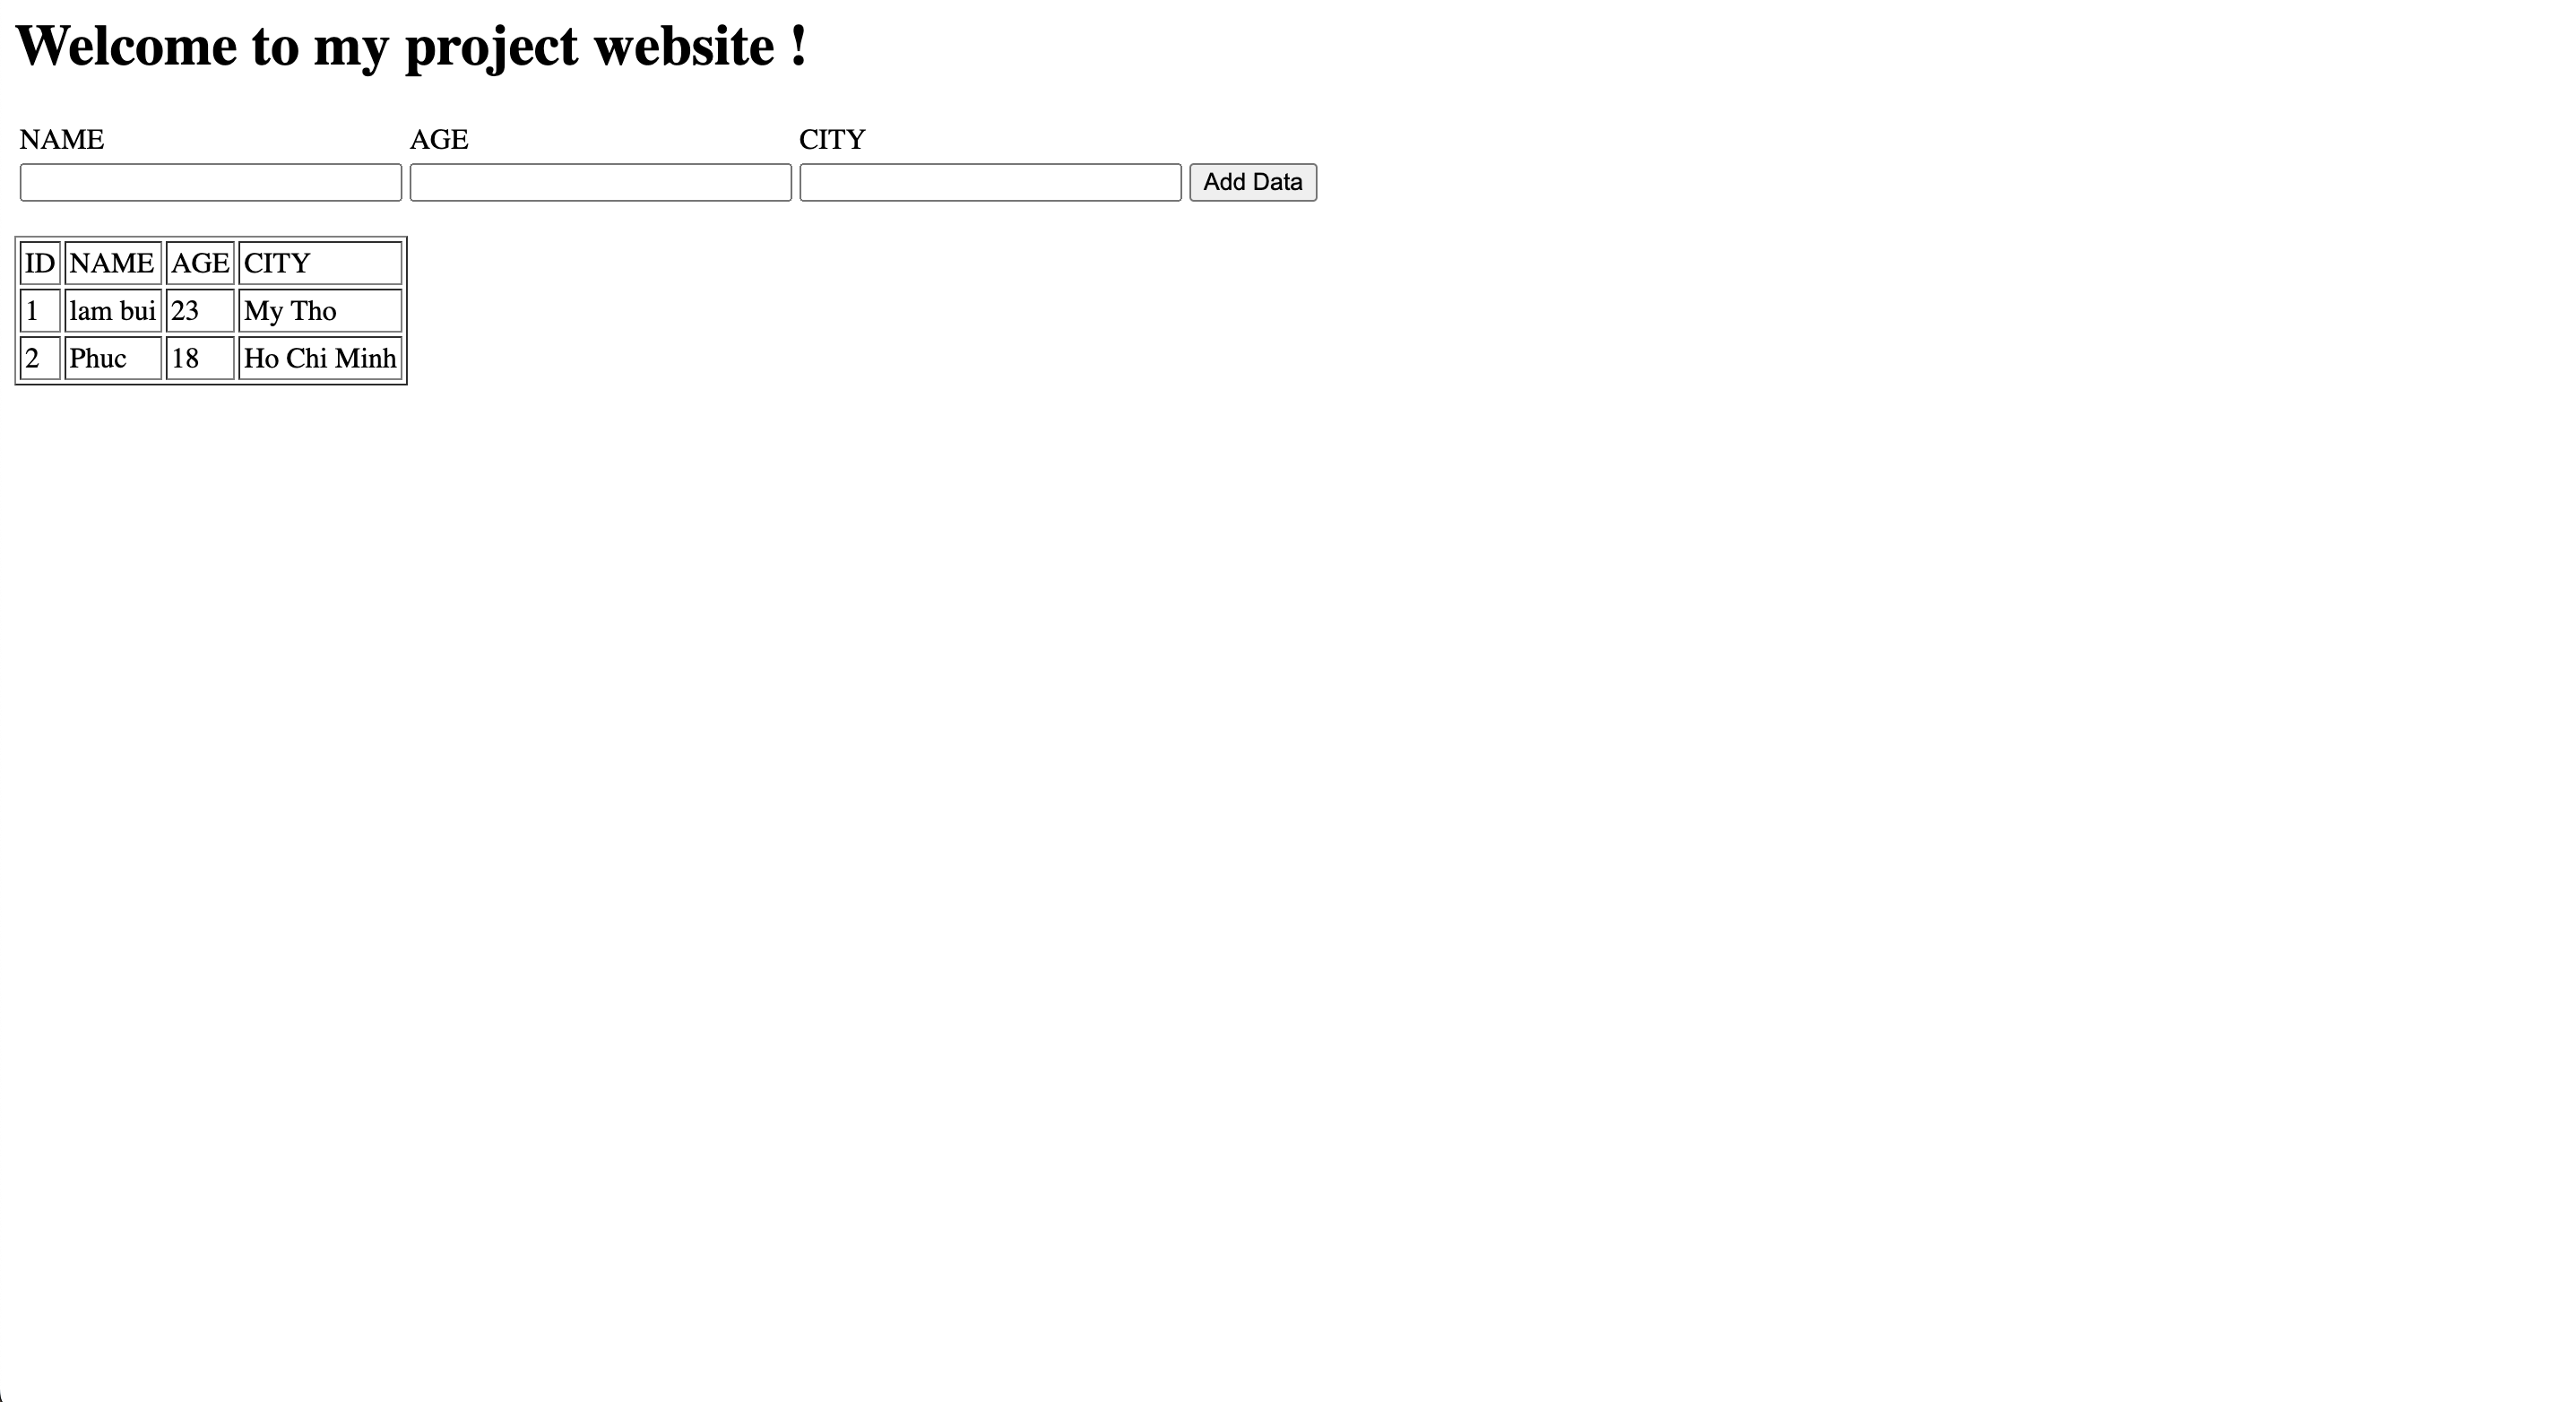 Welcome to my project website !
NAME AGE CITY
Add Data
ID NAME AGE CITY
1 lam bui 23 My Tho
2 Phuc 18 Ho Chi Minh